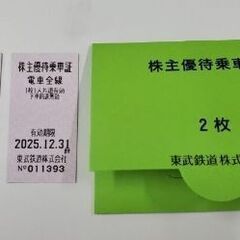 株主優待乗車証
電車全線
有効期限
2025.12.31
東武鉄道株式会社
No 011393
株主優待乗車
2枚
東武鉄道株式